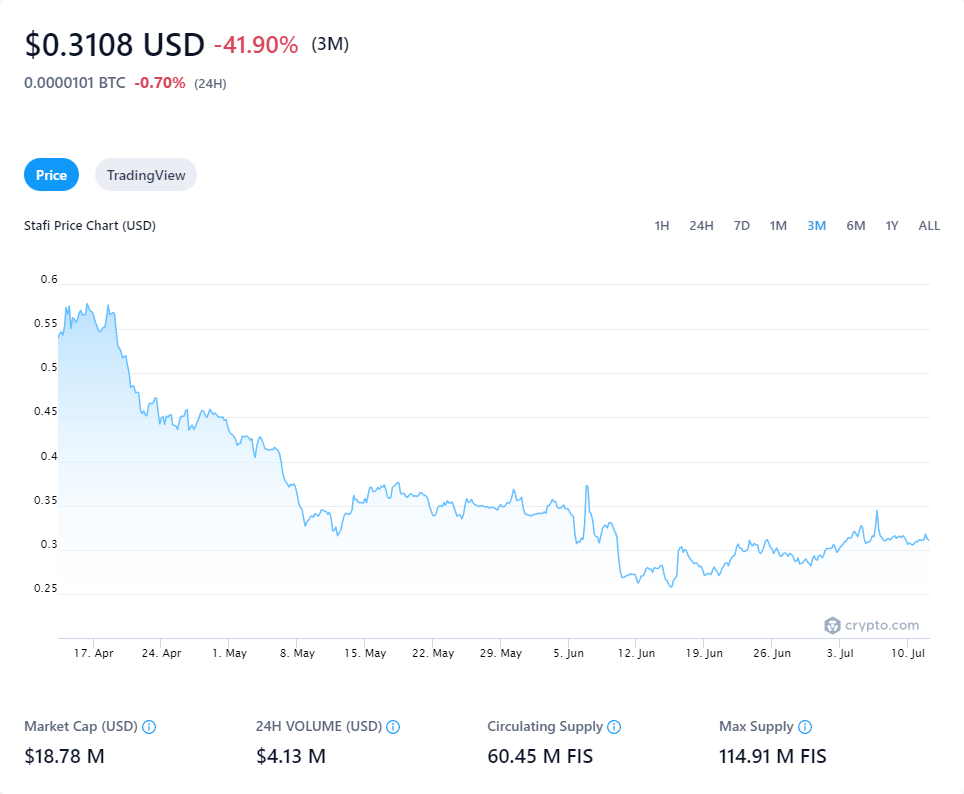 $0.3108 USD -41.90% (3M)
0.0000101 BTC -0.70% (24H)
Price TradingView
Stafi Price Chart (USD) 1H 24H 7D 1M 3M 6M 1Y ALL
0.6
0.55
0.5
0.45
0.4
0.35
0.3
0.25
crypto.com
17. Apr 24. Apr 1. May 8. May 15. May 22. May 29. May 5. Jun 12. Jun 19. Jun 26. Jun 3. Jul 10. Jul
Market Cap (USD) 24H VOLUME (USD) Circulating Supply Max Supply
$18.78 M $4.13 M 60.45 M FIS 114.91 M FIS